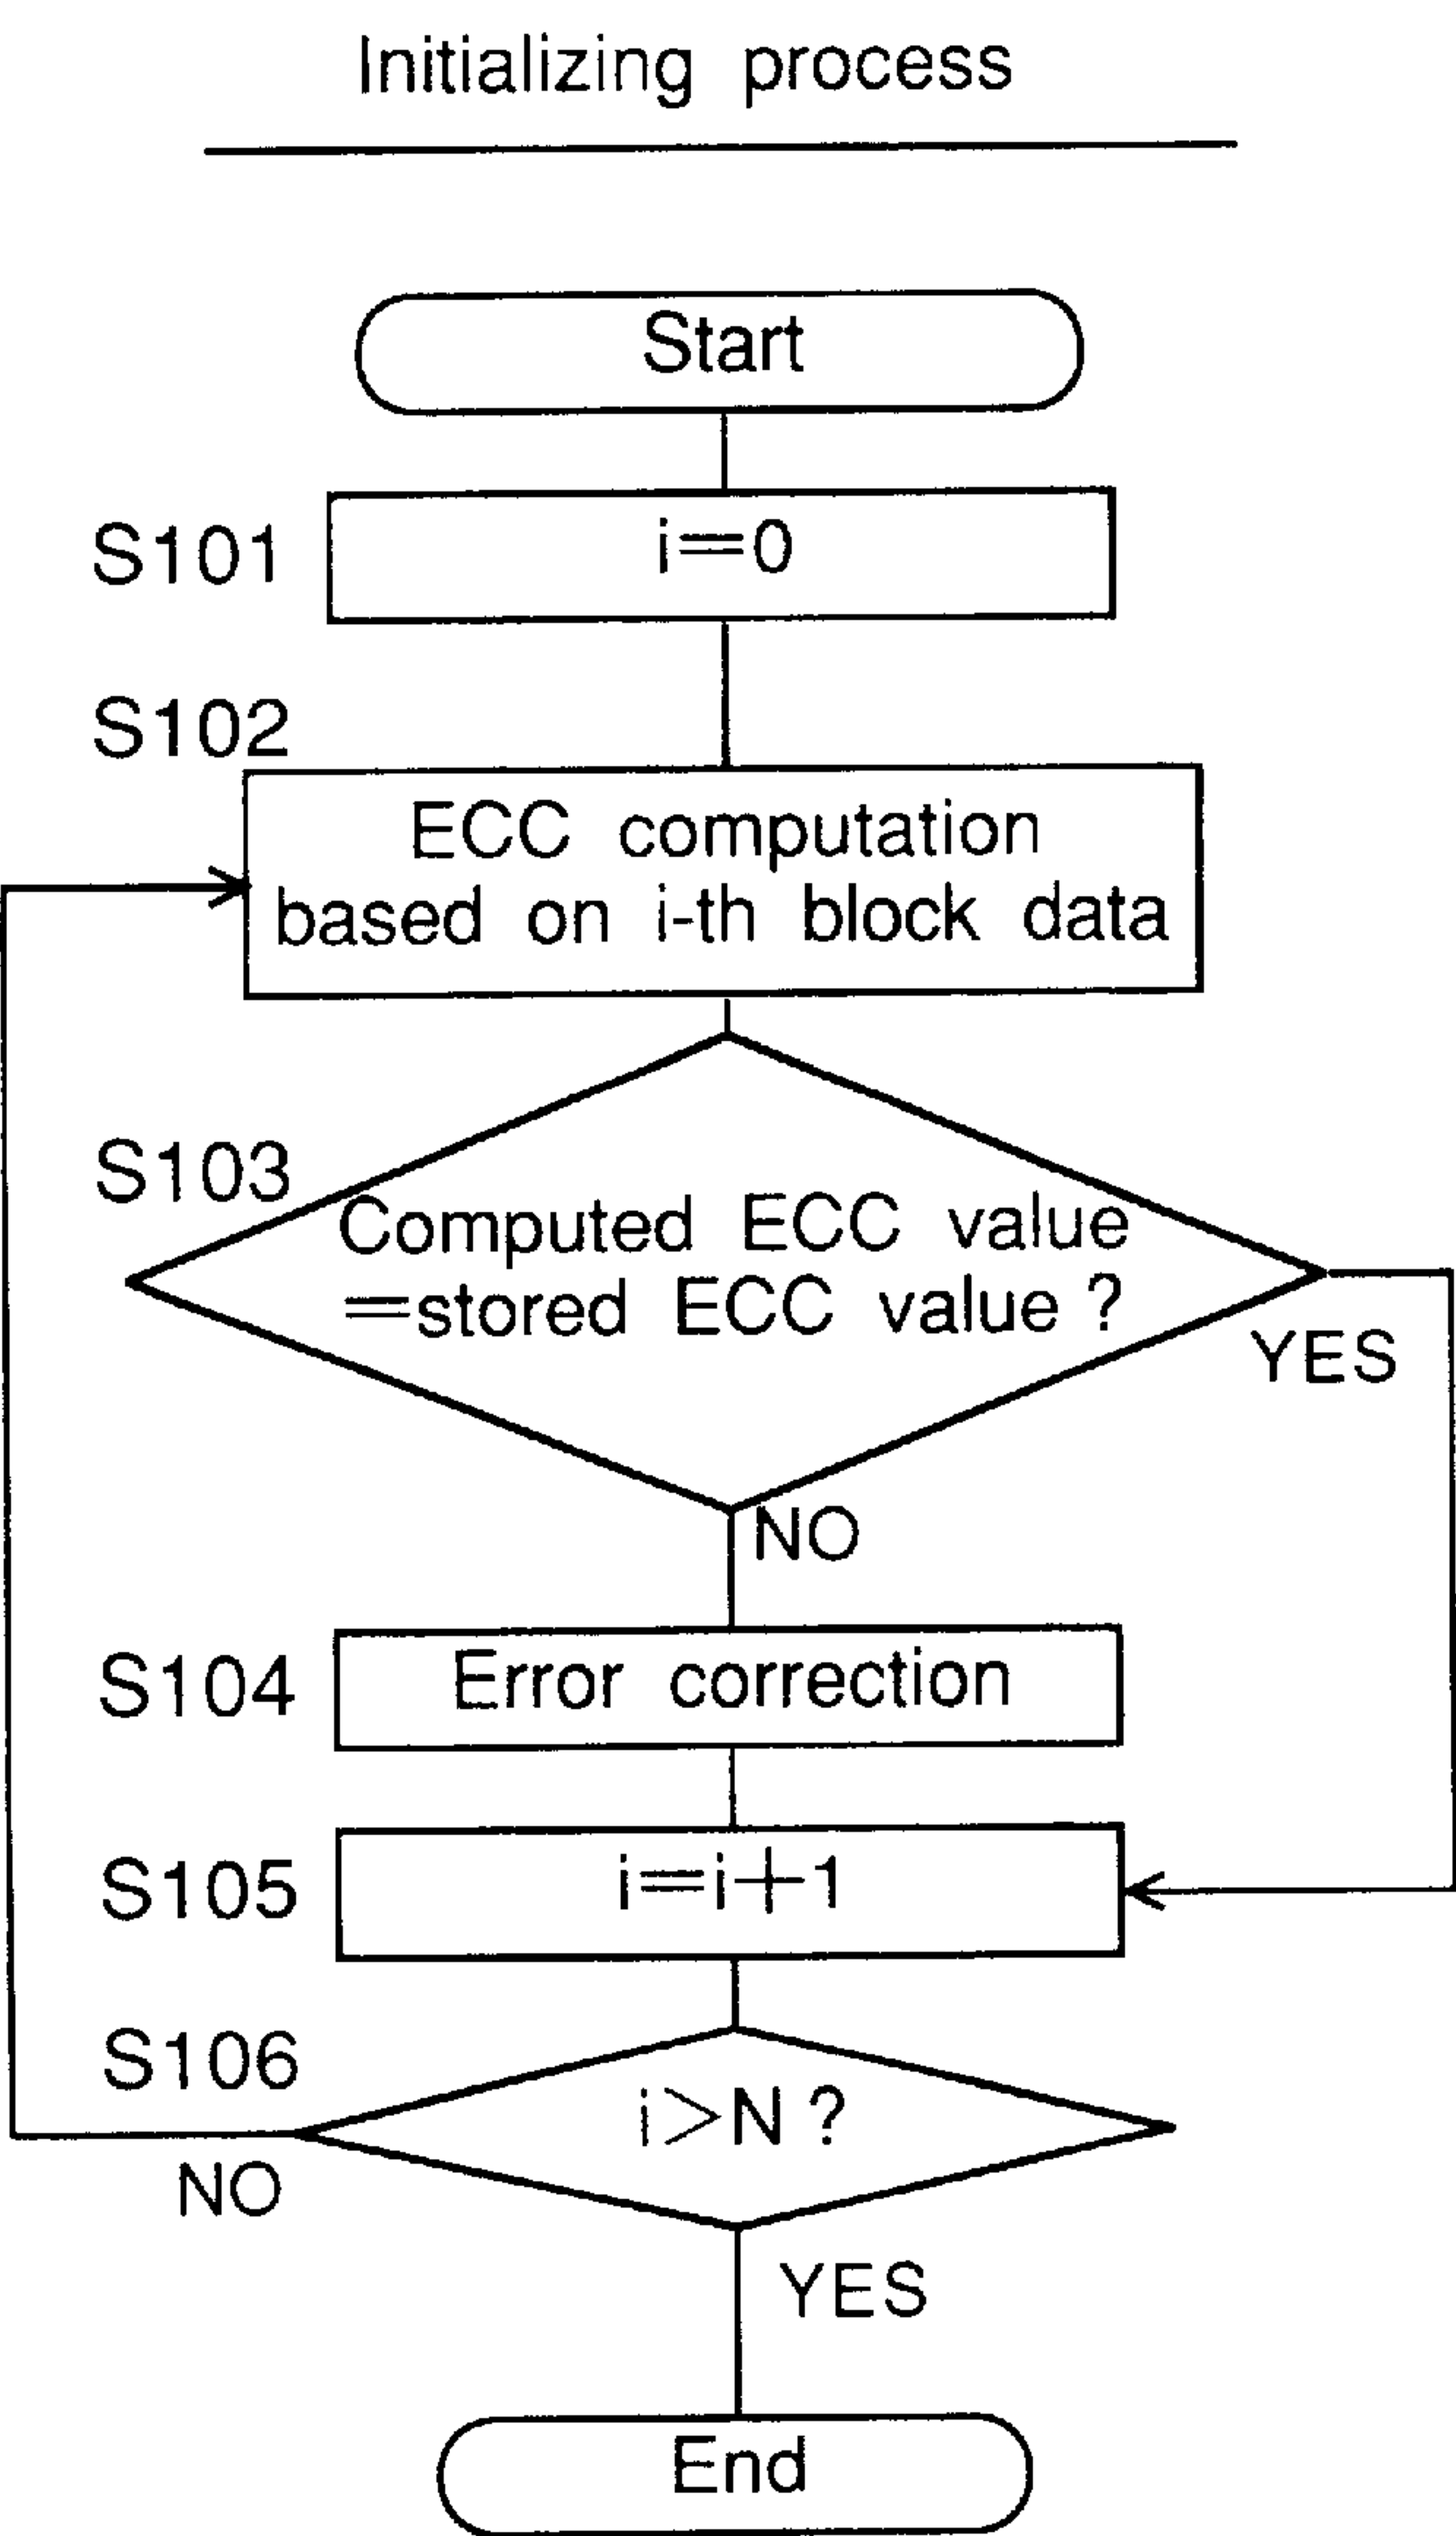 Initializing process
Start
S101
i=0
S102
ECC computation
based on i-th block data
S103
Computed ECC value
=stored ECC value ?
YES
NO
S104
Error correction
S105
i=i+1
S106
i>N ?
NO
YES
End